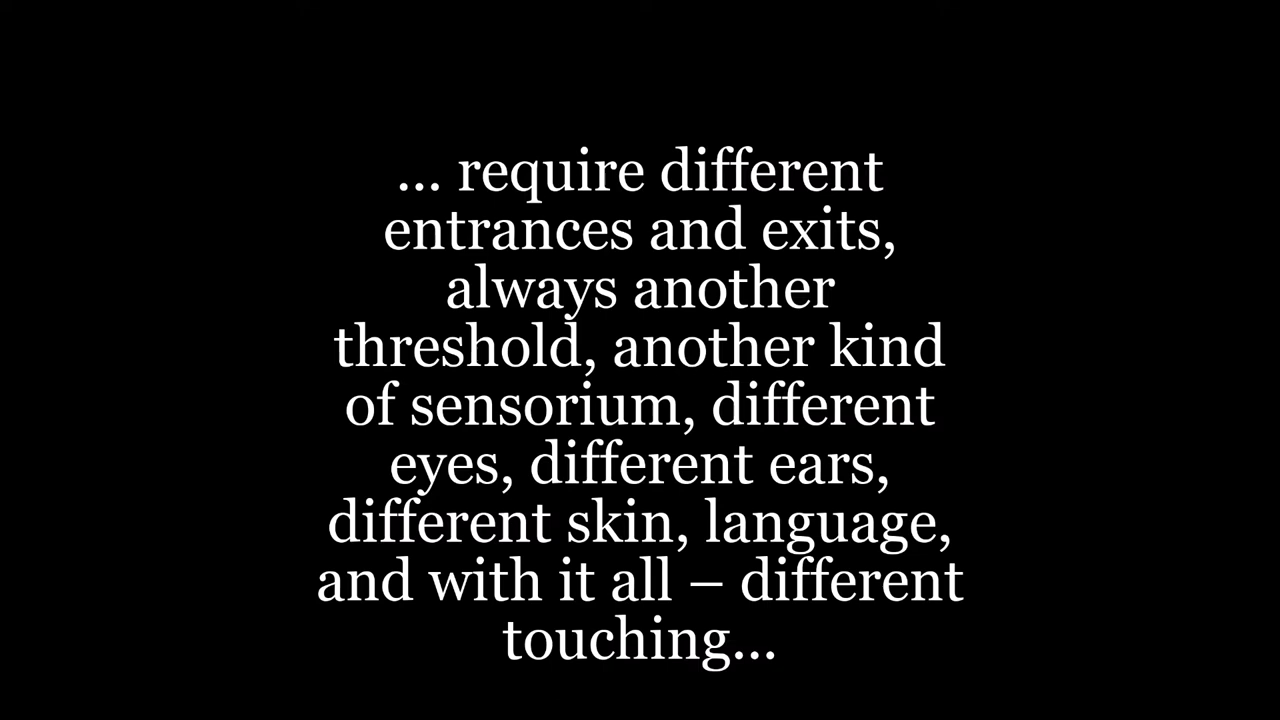 ... require different
entrances and exits,
always another
threshold, another kind
of sensorium, different
eyes, different ears,
different skin, language,
and with it all – different
touching...